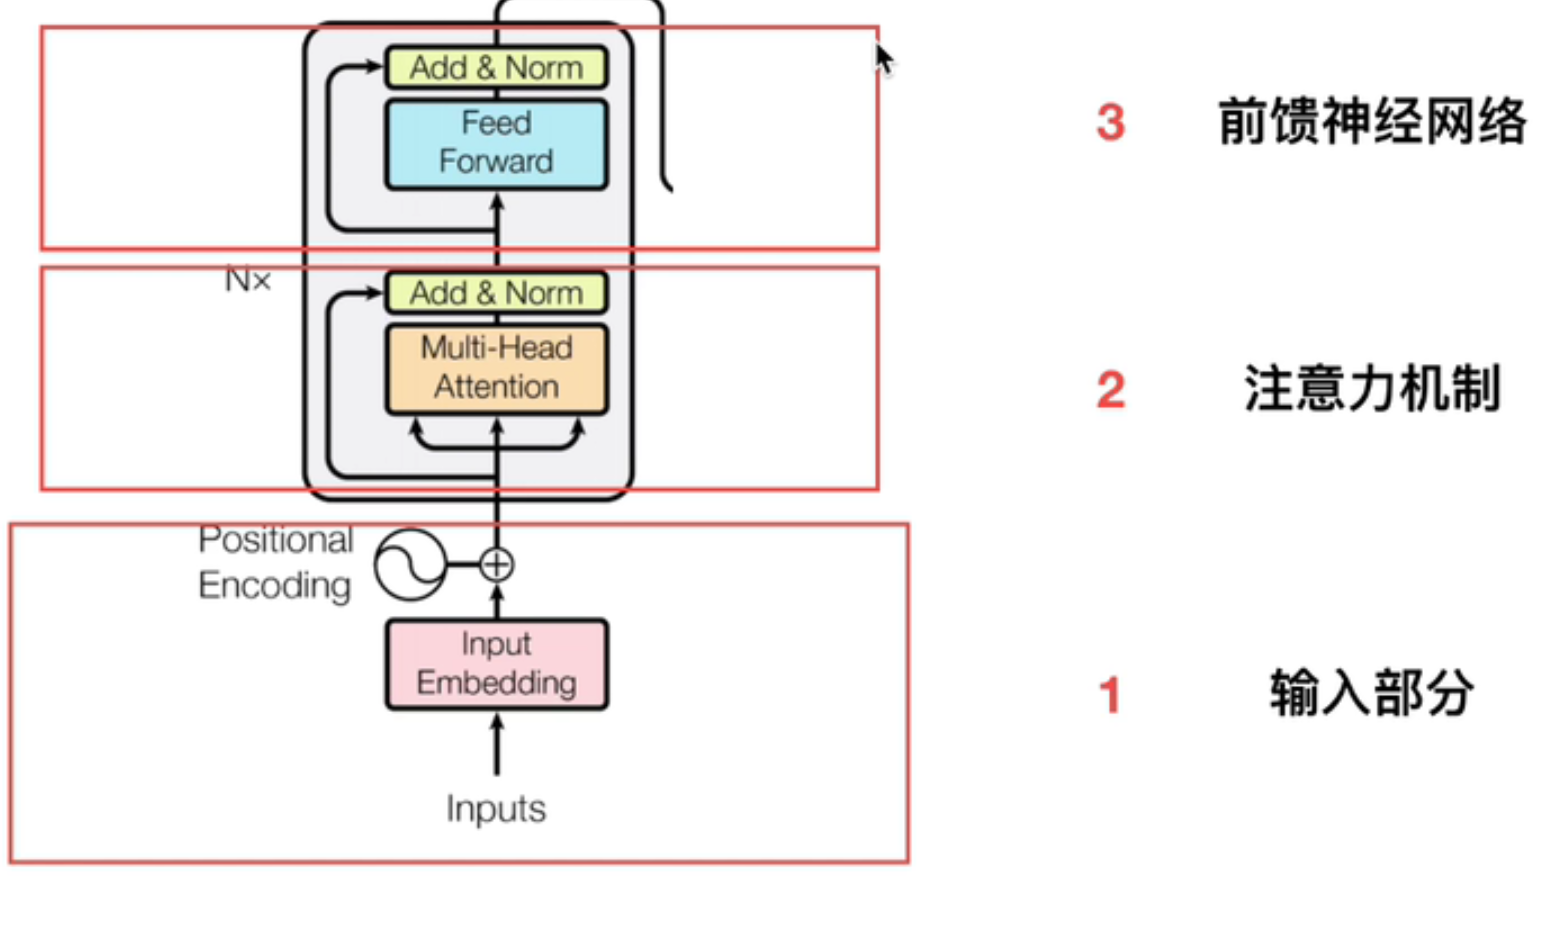 Add & Norm
Feed
Forward
3 前馈神经网络
N×
Add & Norm
Multi-Head
Attention
2 注意力机制
Positional
Encoding
Input
Embedding
1 输入部分
Inputs